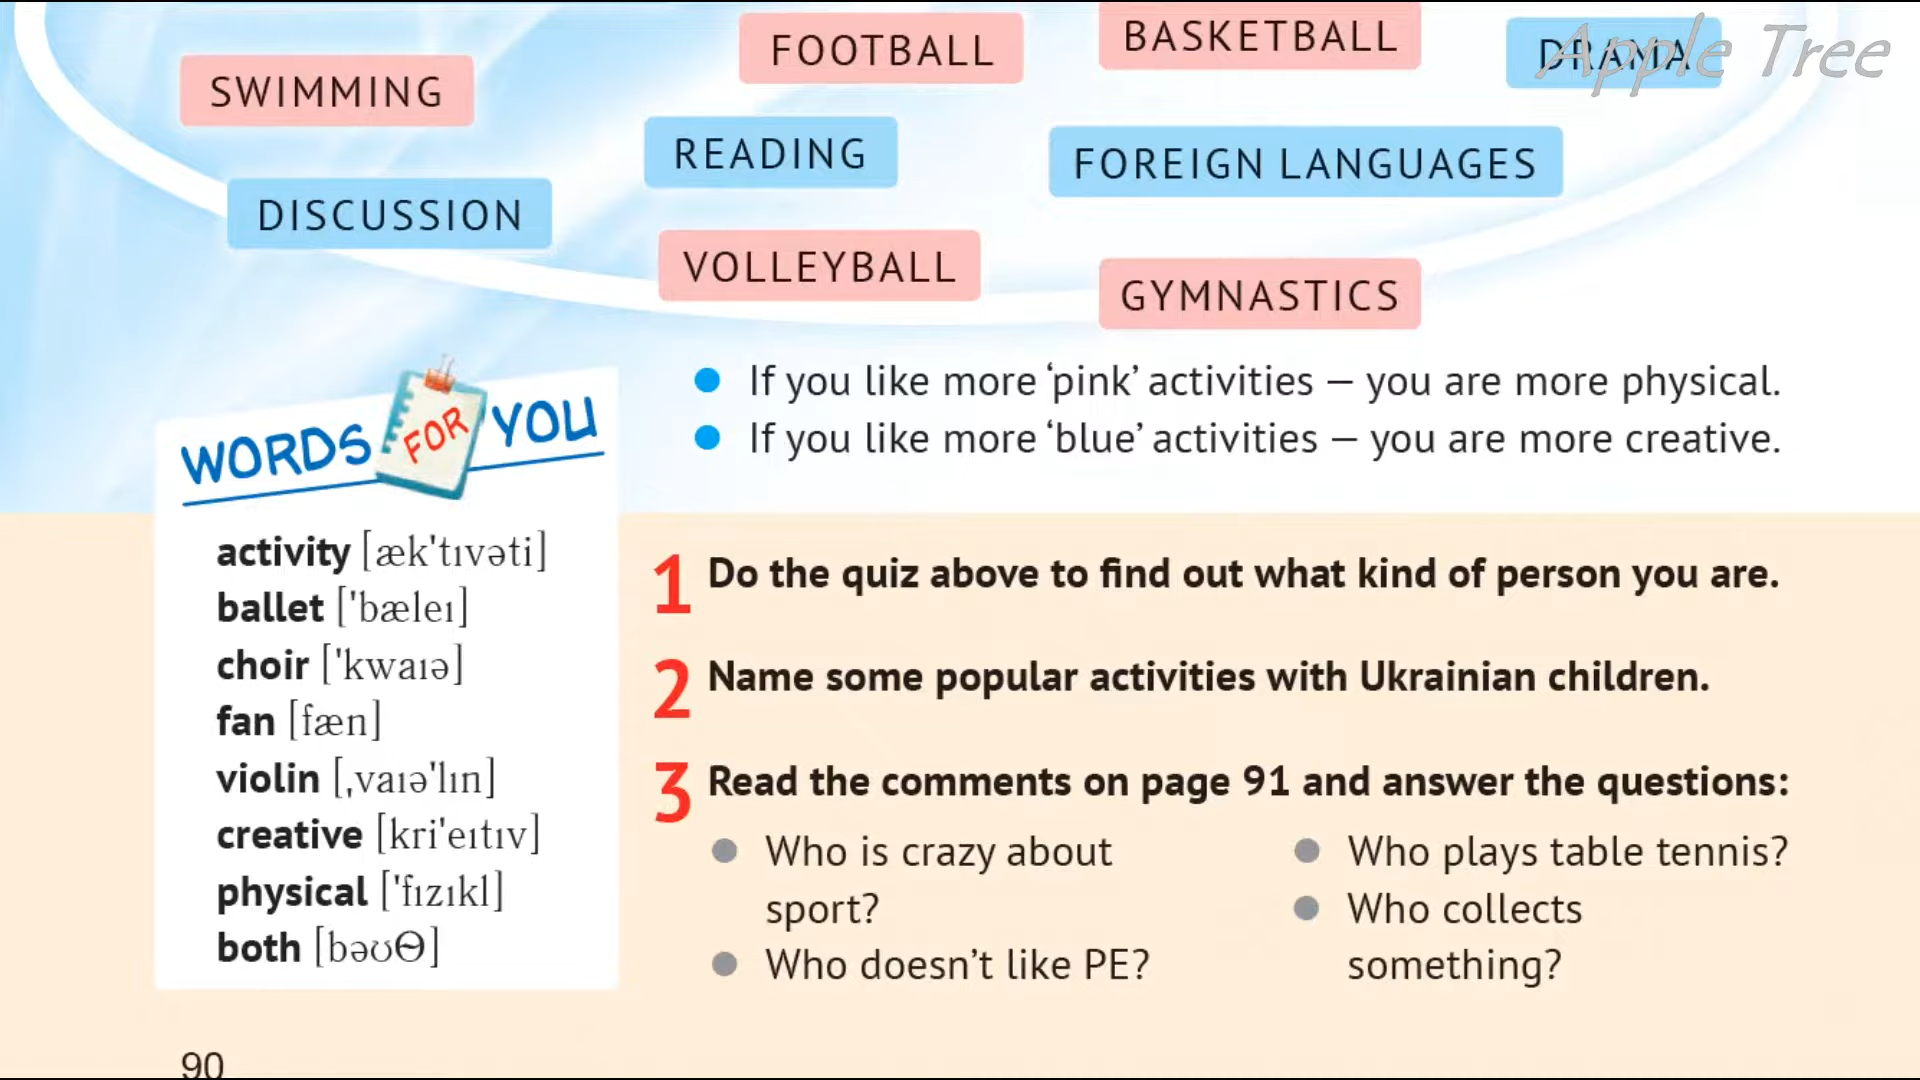 FOOTBALL
BASKETBALL
DRAMA
Apple Tree
SWIMMING
READING
FOREIGN LANGUAGES
DISCUSSION
VOLLEYBALL
GYMNASTICS
If you like more ‘pink’ activities – you are more physical.
If you like more ‘blue’ activities – you are more creative.
WORDS FOR YOU
activity [æk'tɪvəti]
ballet ['bæleɪ]
choir ['kwaɪə]
fan [fæn]
violin [ˌvaɪə'lɪn]
creative [kri'eɪtɪv]
physical ['fɪzɪkl]
both [bəʊΘ]
1 Do the quiz above to find out what kind of person you are.
2 Name some popular activities with Ukrainian children.
3 Read the comments on page 91 and answer the questions:
Who is crazy about
sport?
Who doesn’t like PE?
Who plays table tennis?
Who collects
something?
90